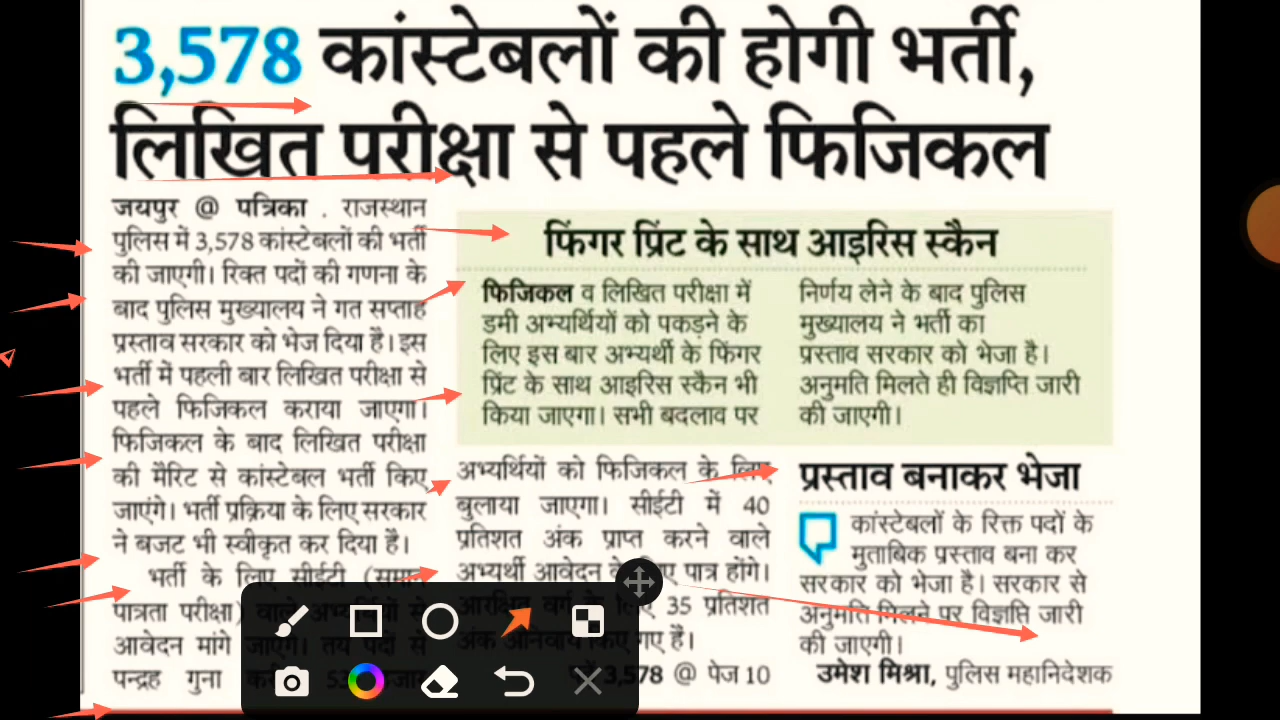 3,578 कांस्टेबलों की होगी भर्ती,
लिखित परीक्षा से पहले फिजिकल
जयपुर @ पत्रिका . राजस्थान
पुलिस में 3,578 कांस्टेबलों की भर्ती
की जाएगी। रिक्त पदों की गणना के
बाद पुलिस मुख्यालय ने गत सप्ताह
प्रस्ताव सरकार को भेज दिया है। इस
भर्ती में पहली बार लिखित परीक्षा से
पहले फिजिकल कराया जाएगा।
फिजिकल के बाद लिखित परीक्षा
की मैरिट से कांस्टेबल भर्ती किए
जाएंगे। भर्ती प्रक्रिया के लिए सरकार
ने बजट भी स्वीकृत कर दिया है।
भर्ती के लिए सीईटी (समान
पात्रता परीक्षा) वाले अभ्यर्थियों से
आवेदन मांगे जाएंगे। तय पदों से
पन्द्रह गुना
फिंगर प्रिंट के साथ आइरिस स्कैन
फिजिकल व लिखित परीक्षा में
डमी अभ्यर्थियों को पकड़ने के
लिए इस बार अभ्यर्थी के फिंगर
प्रिंट के साथ आइरिस स्कैन भी
किया जाएगा। सभी बदलाव पर
निर्णय लेने के बाद पुलिस
मुख्यालय ने भर्ती का
प्रस्ताव सरकार को भेजा है।
अनुमति मिलते ही विज्ञप्ति जारी
की जाएगी।
अभ्यर्थियों को फिजिकल के लिए
बुलाया जाएगा। सीईटी में 40
प्रतिशत अंक प्राप्त करने वाले
अभ्यर्थी आवेदन के लिए पात्र होंगे।
आरक्षित वर्ग के लिए 35 प्रतिशत
अंक अनिवार्य किए गए है।
3,578 @ पेज 10
प्रस्ताव बनाकर भेजा
कांस्टेबलों के रिक्त पदों के
मुताबिक प्रस्ताव बना कर
सरकार को भेजा है। सरकार से
अनुमति मिलने पर विज्ञप्ति जारी
की जाएगी।
उमेश मिश्रा, पुलिस महानिदेशक